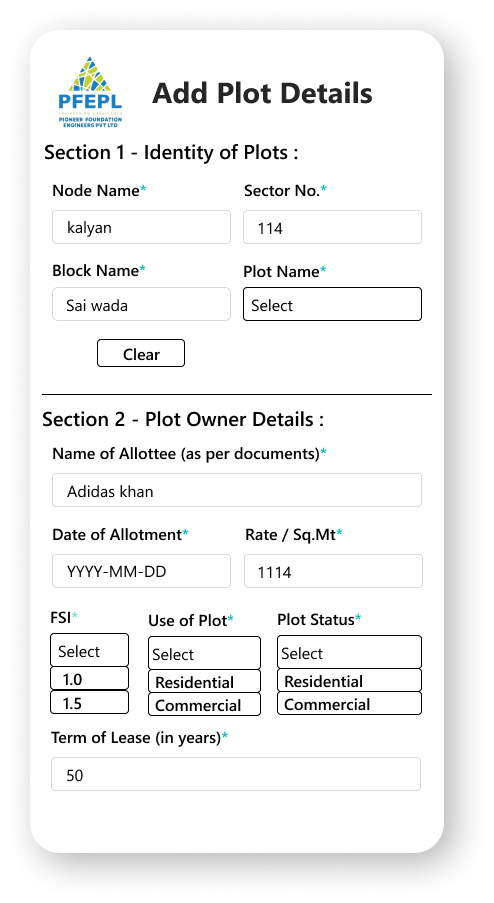 PFEPL
ENGINEERING EXCELLENCE
PIONEER FOUNDATION
ENGINEERS PVT LTD
Add Plot Details
Section 1 - Identity of Plots :
Node Name* Sector No.*
kalyan 114
Block Name* Plot Name*
Sai wada Select
Clear
Section 2 - Plot Owner Details :
Name of Allottee (as per documents)*
Adidas khan
Date of Allotment* Rate / Sq.Mt*
YYYY-MM-DD 1114
FSI* Use of Plot* Plot Status*
Select Select Select
1.0 Residential Residential
1.5 Commercial Commercial
Term of Lease (in years)*
50